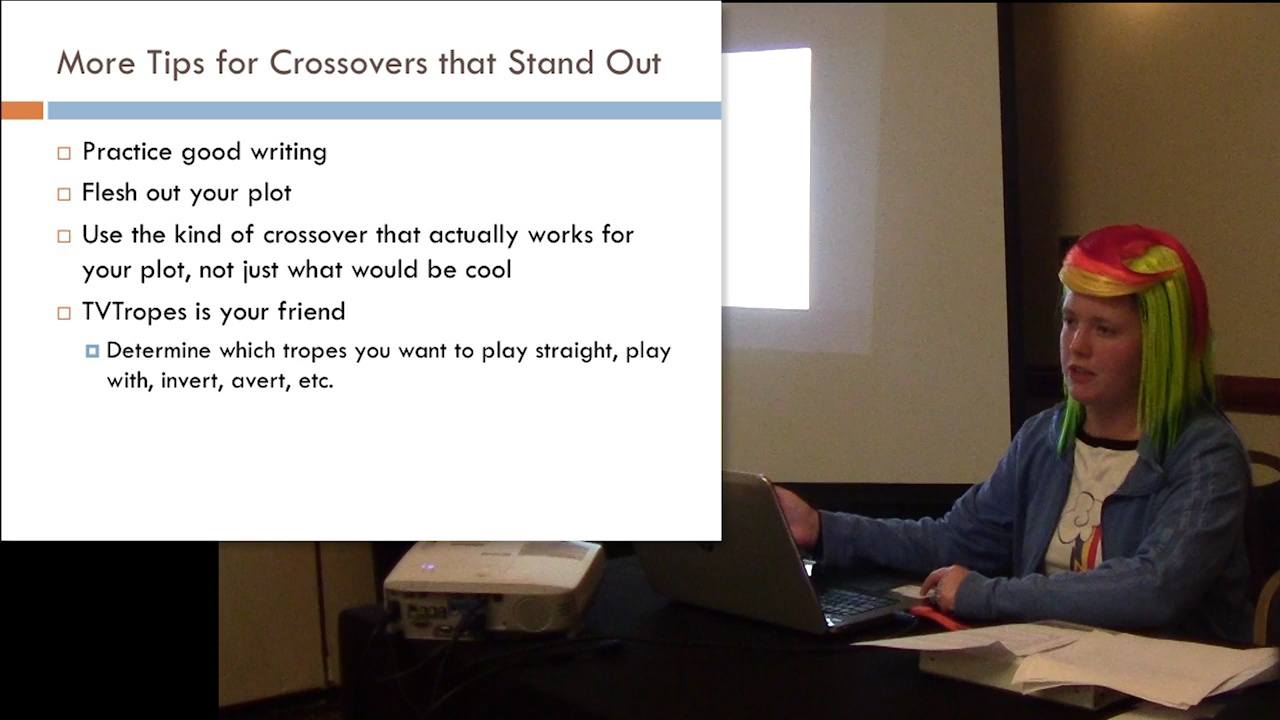 More Tips for Crossovers that Stand Out
Practice good writing
Flesh out your plot
Use the kind of crossover that actually works for
your plot, not just what would be cool
TVTropes is your friend
Determine which tropes you want to play straight, play
with, invert, avert, etc.